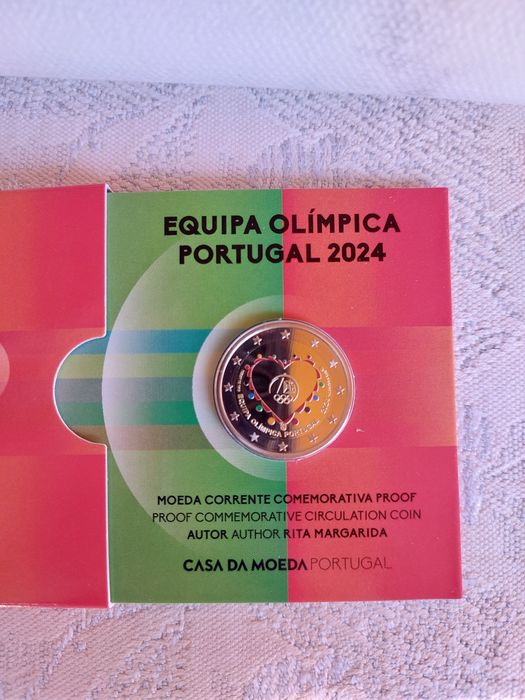 EQUIPA OLÍMPICA
PORTUGAL 2024
EQUIPA OLÍMPICA PORTUGAL
MOEDA CORRENTE COMEMORATIVA PROOF
PROOF COMMEMORATIVE CIRCULATION COIN
AUTOR AUTHOR RITA MARGARIDA
CASA DA MOEDA PORTUGAL